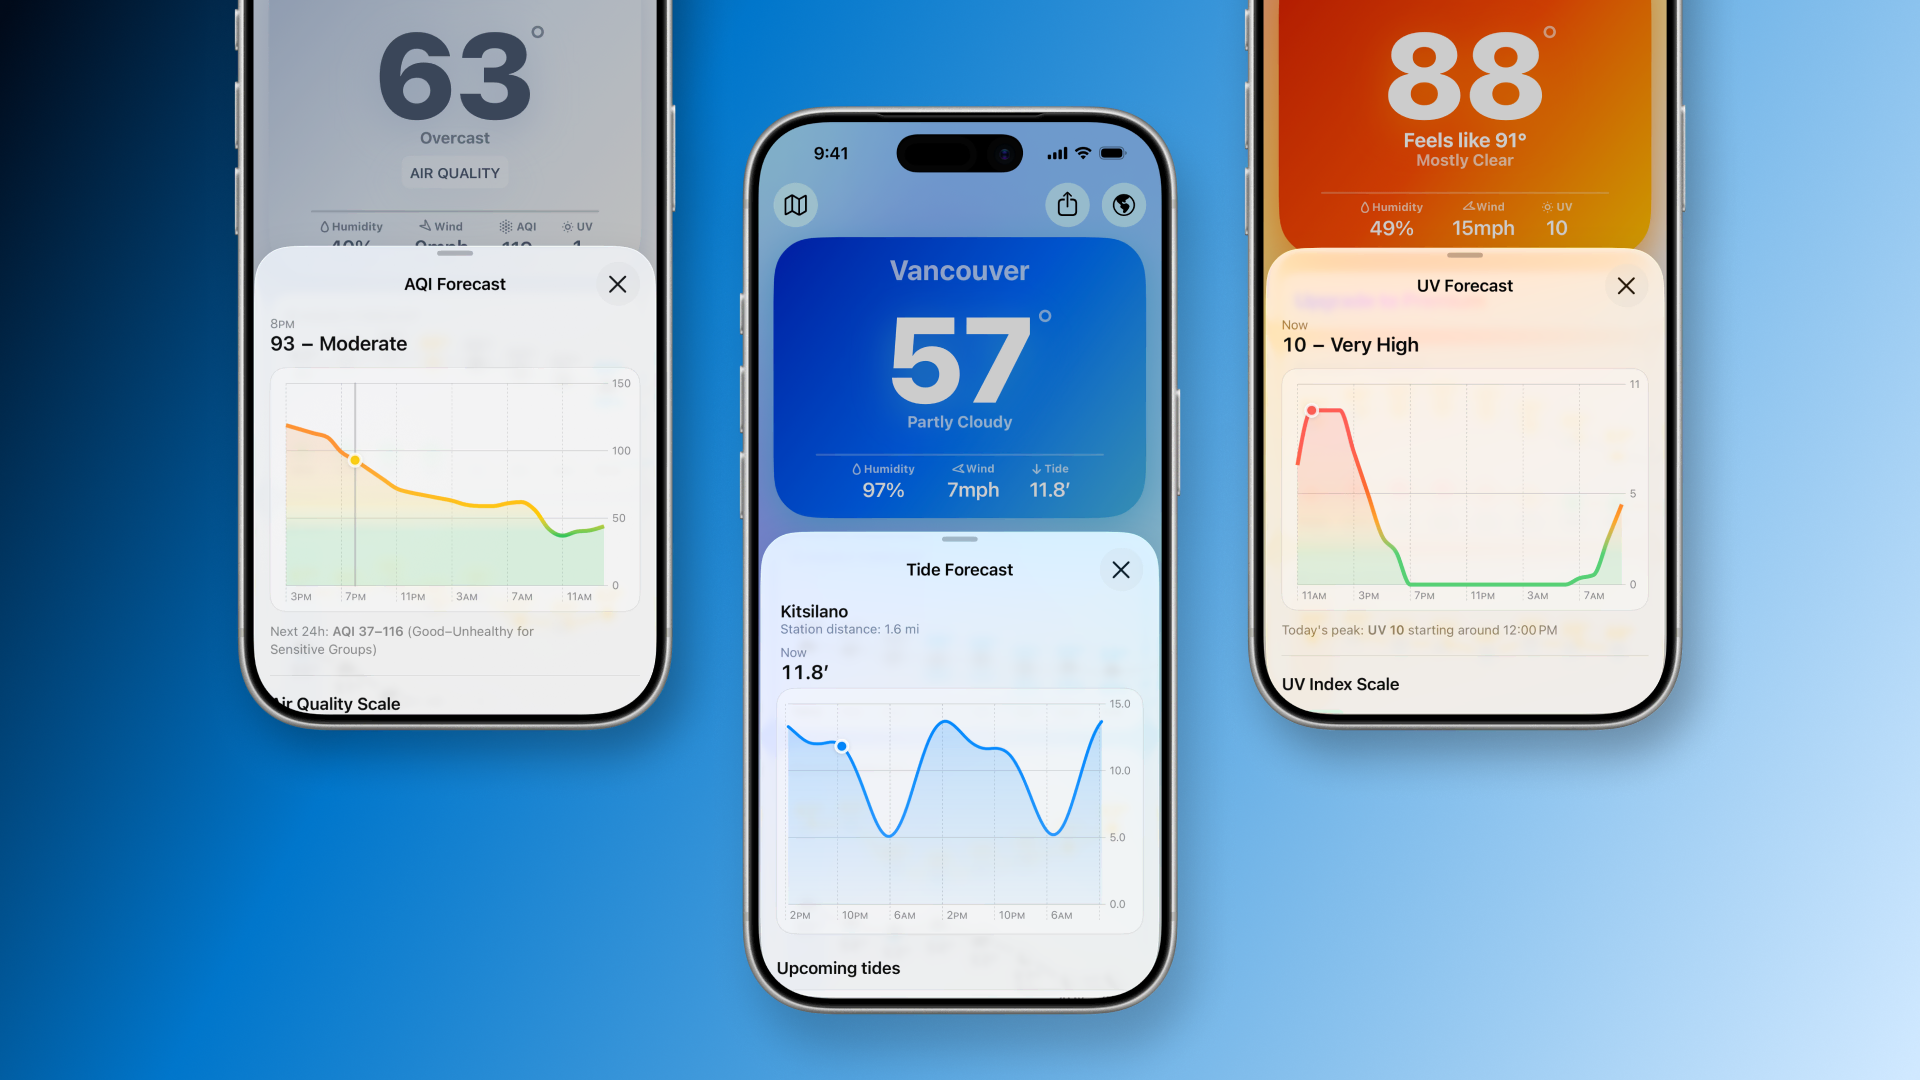 63°
Overcast
AIR QUALITY
Humidity Wind AQI UV
AQI Forecast
8PM
93 – Moderate
150
100
50
0
3PM 7PM 11PM 3AM 7AM 11AM
Next 24h: AQI 37–116 (Good–Unhealthy for
Sensitive Groups)
Air Quality Scale
9:41
Vancouver
57°
Partly Cloudy
Humidity Wind Tide
97% 7mph 11.8′
Tide Forecast
Kitsilano
Station distance: 1.6 mi
Now
11.8′
15.0
10.0
5.0
0.0
2PM 10PM 6AM 2PM 10PM 6AM
Upcoming tides
88°
Feels like 91°
Mostly Clear
Humidity Wind UV
49% 15mph 10
UV Forecast
Now
10 – Very High
11
5
0
11AM 3PM 7PM 11PM 3AM 7AM
Today's peak: UV 10 starting around 12:00 PM
UV Index Scale